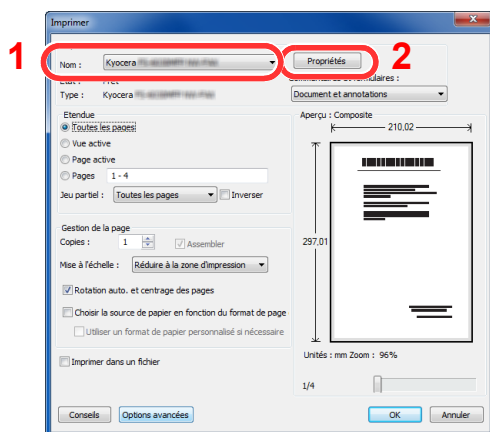 Imprimer
1
2
Nom : Kyocera
Propriétés
Type : Kyocera
Document et annotations
Etendue
Toutes les pages
Vue active
Page active
Pages 1 - 4
Jeu partiel : Toutes les pages Inverser
Gestion de la page
Copies : 1 Assembler
Mise à l'échelle : Réduire à la zone d'impression
Rotation auto. et centrage des pages
Choisir la source de papier en fonction du format de page
Utiliser un format de papier personnalisé si nécessaire
Imprimer dans un fichier
Aperçu : Composite
210,02
297,01
Unités : mm Zoom : 96%
1/4
Conseils
Options avancées
OK
Annuler